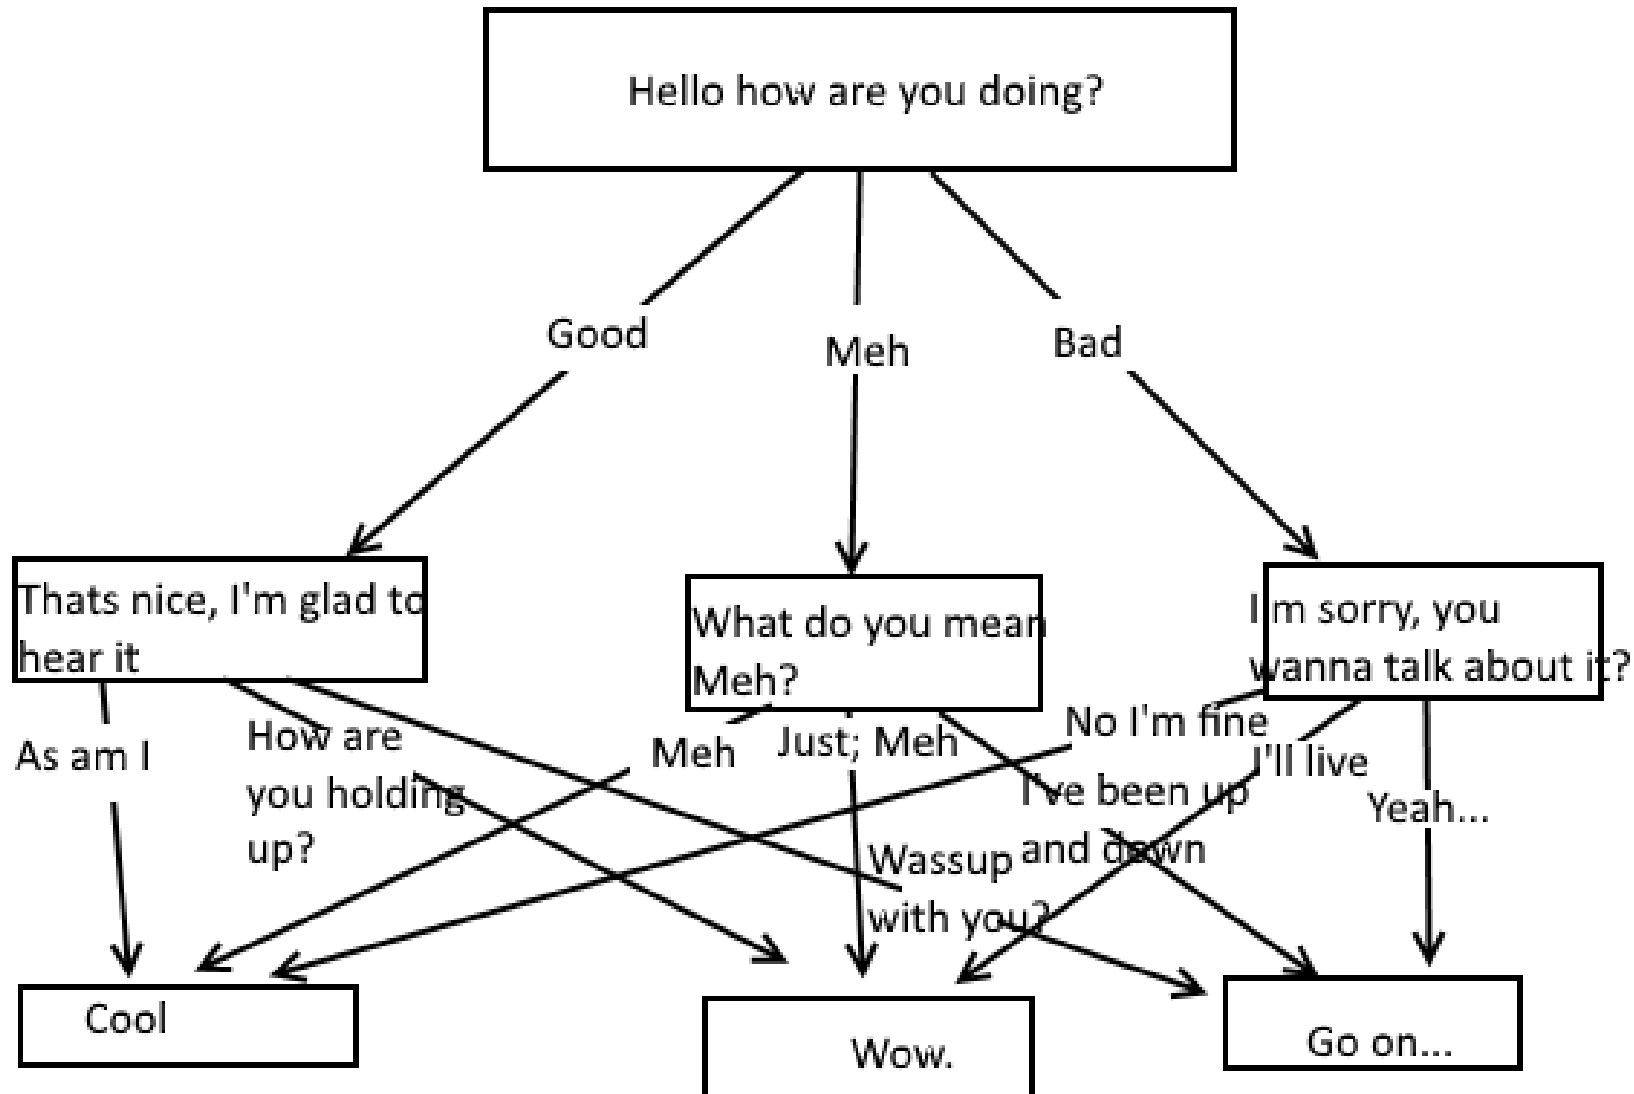 Hello how are you doing?
Good
Meh
Bad
Thats nice, I'm glad to
hear it
What do you mean
Meh?
I'm sorry, you
wanna talk about it?
As am I
How are
you holding
up?
Meh
Just; Meh
I've been up
and down
No I'm fine
I'll live
Yeah...
Wassup
with you?
Cool
Wow.
Go on...